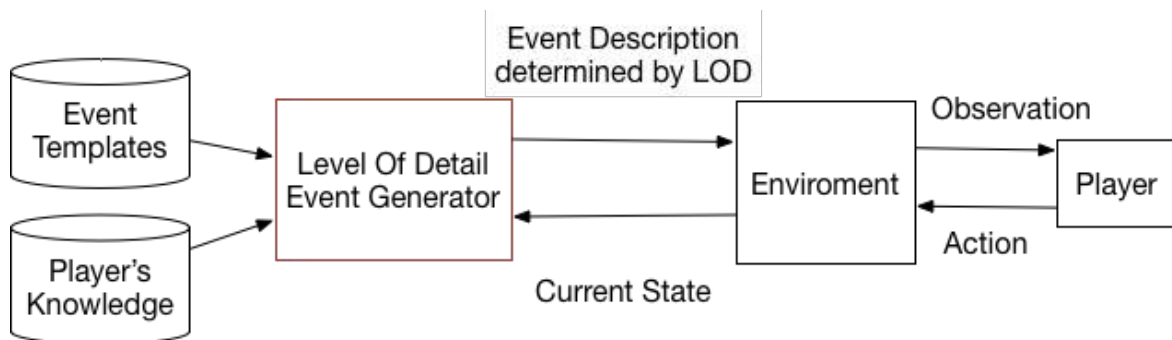 Event Description
determined by LOD
Event
Templates
Level Of Detail
Event Generator
Observation
Enviroment
Player
Action
Player's
Knowledge
Current State